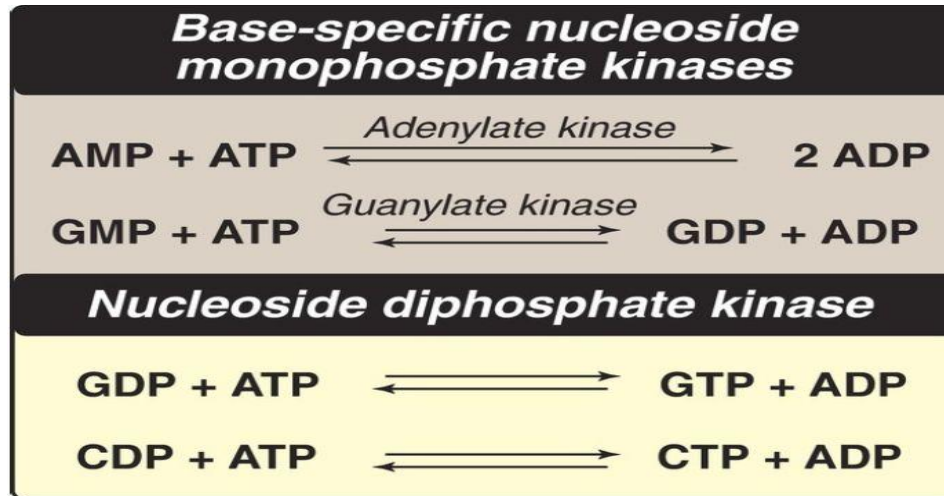 Base-specific nucleoside
monophosphate kinases
Adenylate kinase
AMP + ATP 2 ADP
Guanylate kinase
GMP + ATP GDP + ADP
Nucleoside diphosphate kinase
GDP + ATP GTP + ADP
CDP + ATP CTP + ADP